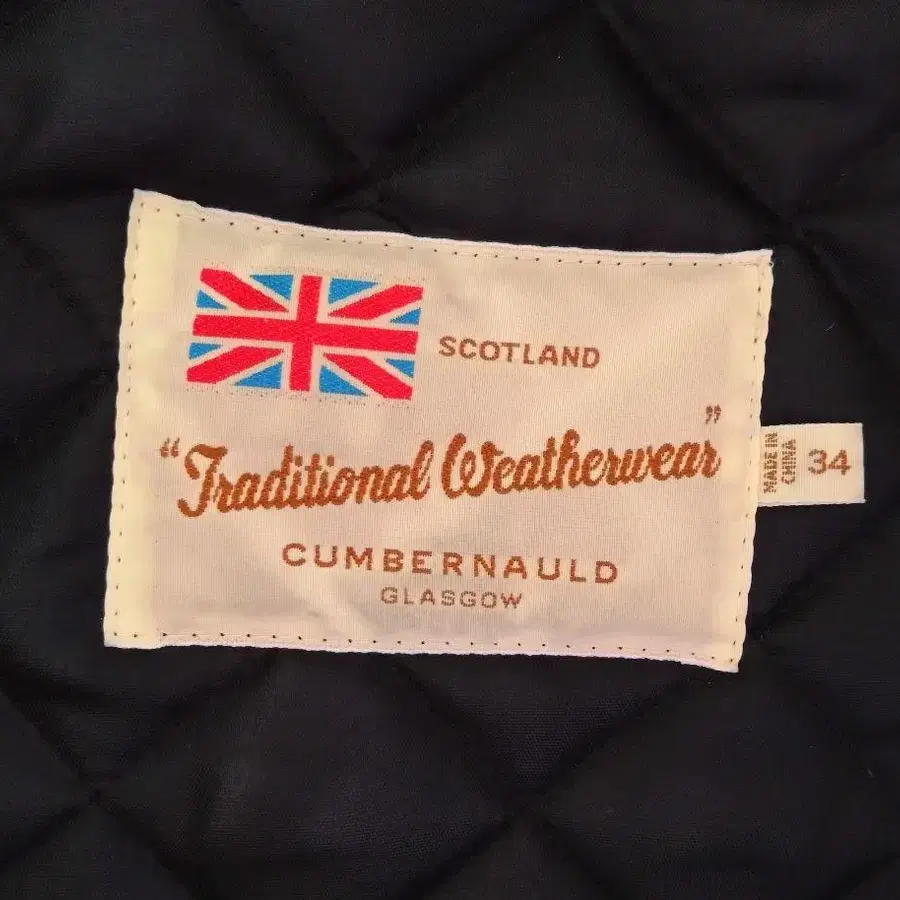 SCOTLAND
"Traditional Weatherwear"
CUMBERNAULD
GLASGOW
MADE IN
CHINA
34